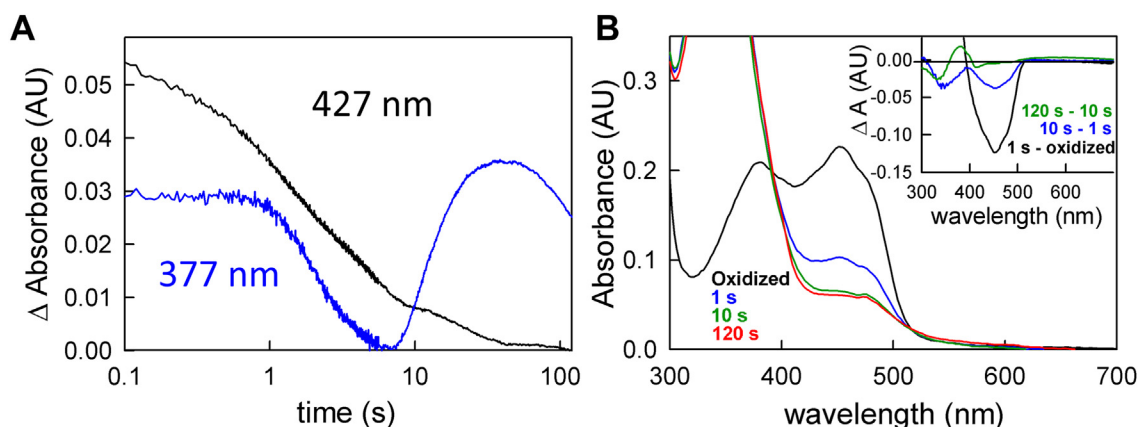 A
Δ Absorbance (AU)
0.05
0.04
0.03
0.02
0.01
0.00
427 nm
377 nm
0.1
1
10
100
time (s)
B
Absorbance (AU)
0.3
0.2
0.1
0.0
Oxidized
1 s
10 s
120 s
300
400
500
600
700
wavelength (nm)
Δ A (AU)
0.00
-0.05
-0.10
-0.15
120 s - 10 s
10 s - 1 s
1 s - oxidized
300
400
500
600
wavelength (nm)